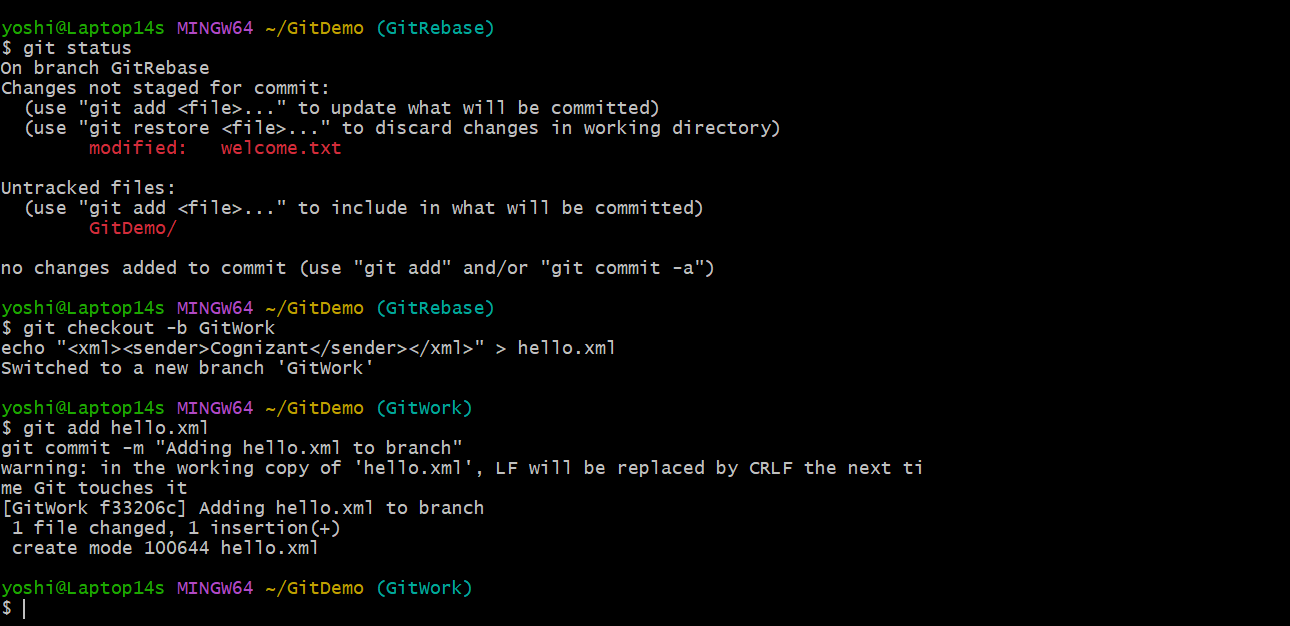 yoshi@Laptop14s MINGW64 ~/GitDemo (GitRebase)
$ git status
On branch GitRebase
Changes not staged for commit:
  (use "git add <file>..." to update what will be committed)
  (use "git restore <file>..." to discard changes in working directory)
        modified:   welcome.txt

Untracked files:
  (use "git add <file>..." to include in what will be committed)
        GitDemo/

no changes added to commit (use "git add" and/or "git commit -a")

yoshi@Laptop14s MINGW64 ~/GitDemo (GitRebase)
$ git checkout -b GitWork
echo "<xml><sender>Cognizant</sender></xml>" > hello.xml
Switched to a new branch 'GitWork'

yoshi@Laptop14s MINGW64 ~/GitDemo (GitWork)
$ git add hello.xml
git commit -m "Adding hello.xml to branch"
warning: in the working copy of 'hello.xml', LF will be replaced by CRLF the next ti
me Git touches it
[GitWork f33206c] Adding hello.xml to branch
 1 file changed, 1 insertion(+)
 create mode 100644 hello.xml

yoshi@Laptop14s MINGW64 ~/GitDemo (GitWork)
$